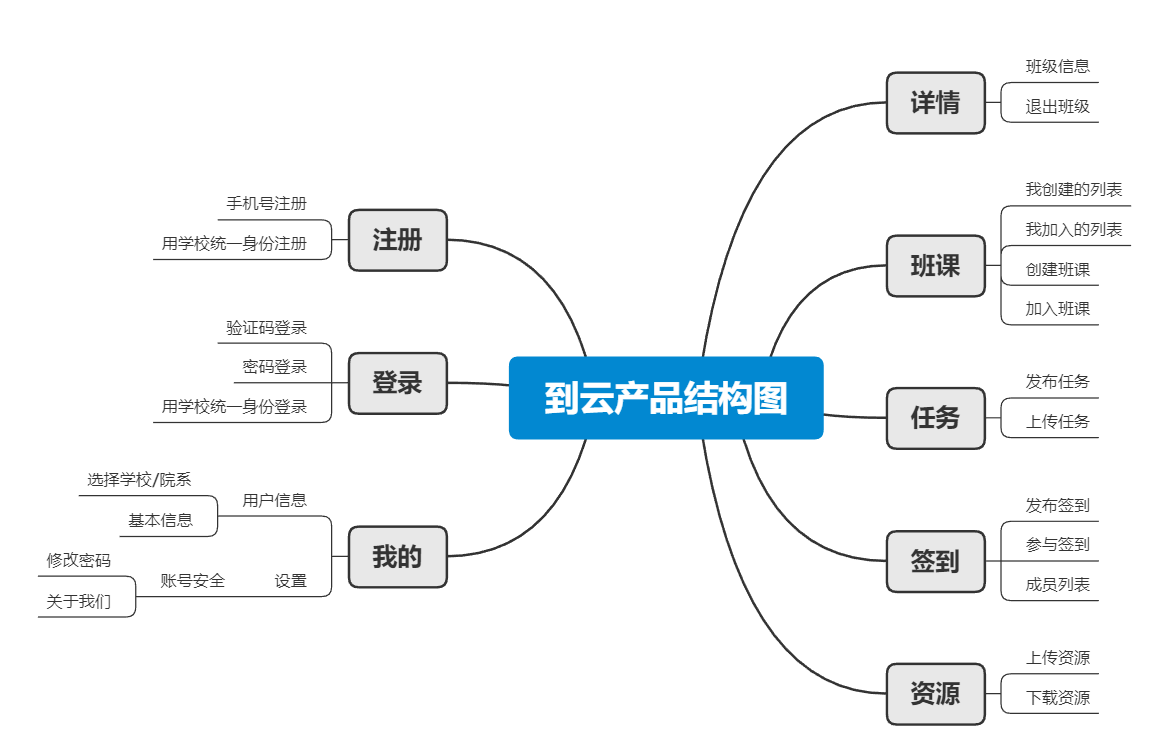 到云产品结构图
注册
手机号注册
用学校统一身份注册
登录
验证码登录
密码登录
用学校统一身份登录
我的
用户信息
选择学校/院系
基本信息
设置
账号安全
修改密码
关于我们
详情
班级信息
退出班级
班课
我创建的列表
我加入的列表
创建班课
加入班课
任务
发布任务
上传任务
签到
发布签到
参与签到
成员列表
资源
上传资源
下载资源